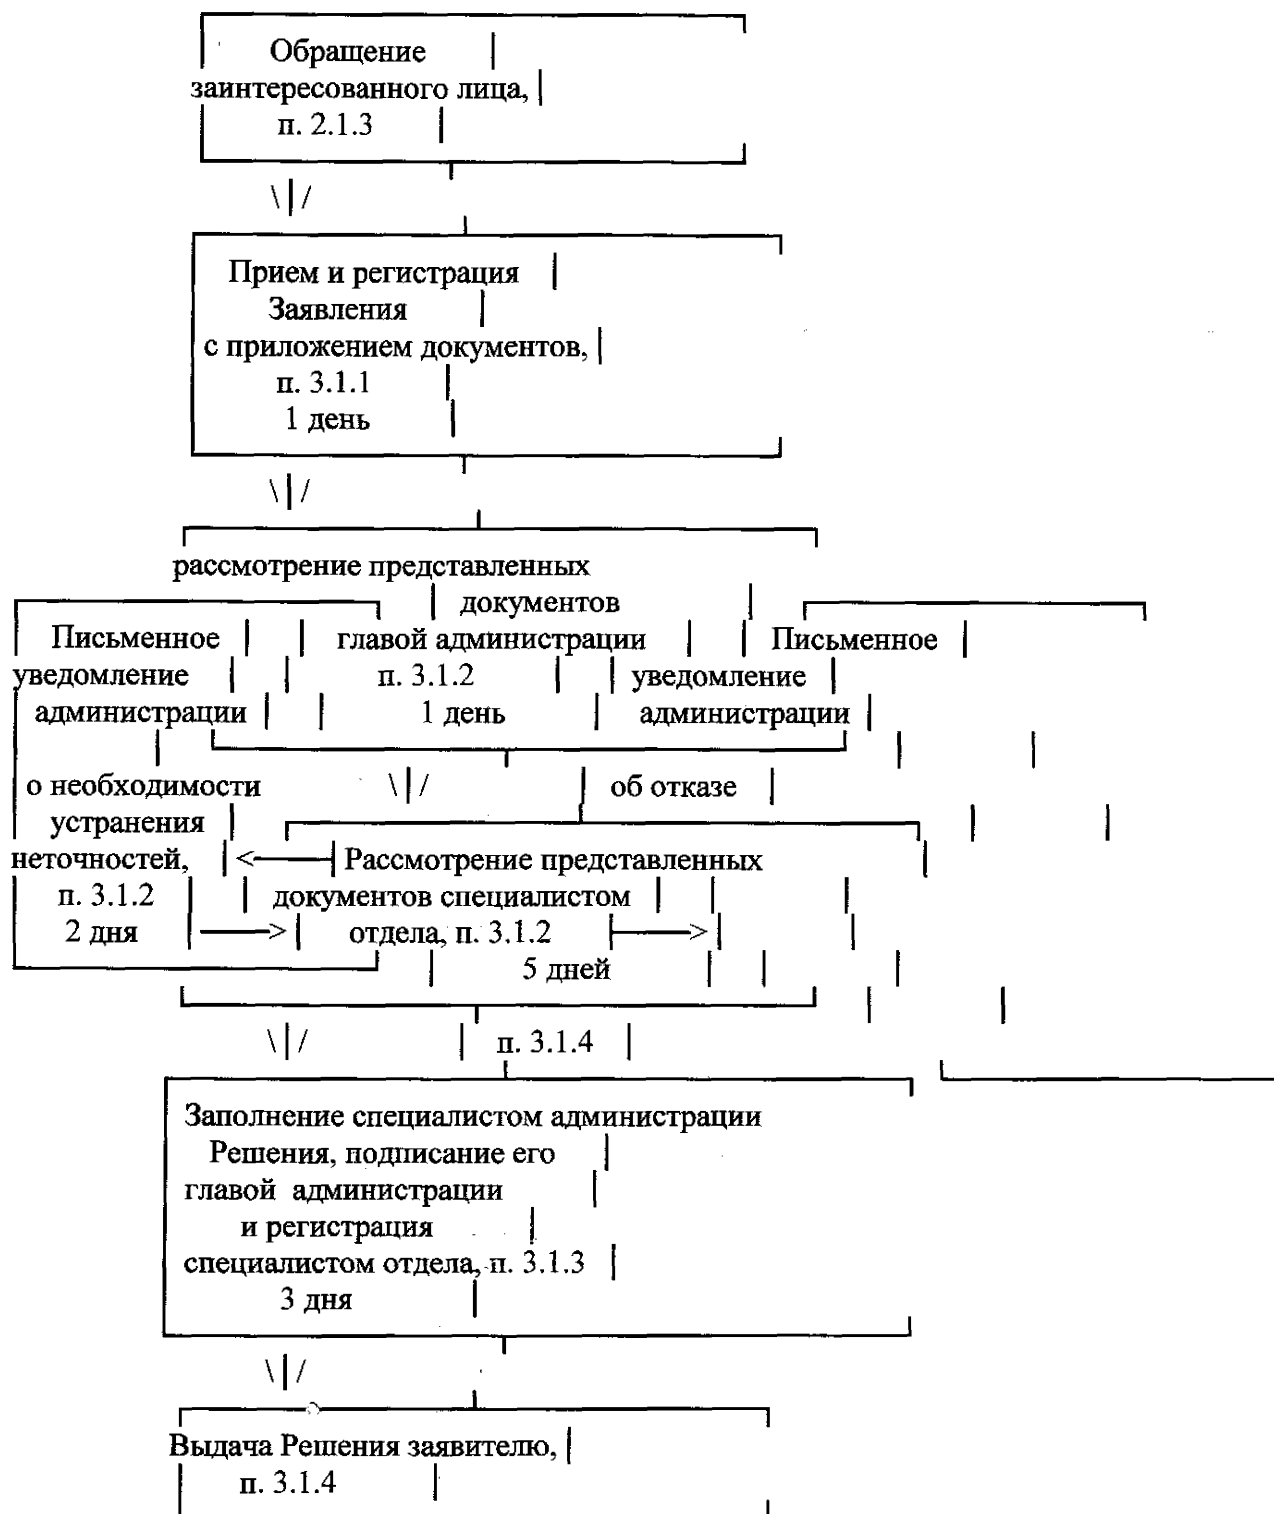 Обращение
заинтересованного лица,
п. 2.1.3
Прием и регистрация
Заявления
с приложением документов,
п. 3.1.1
1 день
рассмотрение представленных
документов
Письменное главой администрации Письменное
уведомление п. 3.1.2 уведомление
администрации 1 день администрации
о необходимости об отказе
устранения
неточностей, Рассмотрение представленных
п. 3.1.2 документов специалистом
2 дня отдела, п. 3.1.2
5 дней
п. 3.1.4
Заполнение специалистом администрации
Решения, подписание его
главой администрации
и регистрация
специалистом отдела, п. 3.1.3
3 дня
Выдача Решения заявителю,
п. 3.1.4